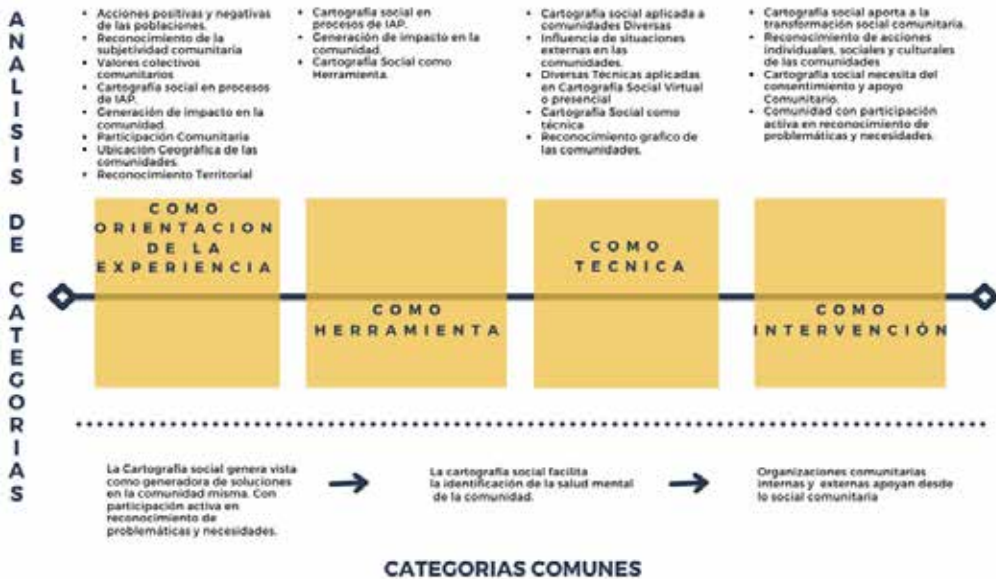 ANALISIS DE CATEGORIAS
• Acciones positivas y negativas
de las poblaciones.
• Reconocimiento de la
subjetividad comunitaria
• Valores colectivos
comunitarios
• Cartografía social en procesos
de IAP.
• Generación de impacto en la
comunidad.
• Participación Comunitaria
• Ubicación Geográfica de las
comunidades.
• Reconocimiento Territorial
• Cartografía social en
procesos de IAP.
• Generación de impacto en la
comunidad.
• Cartografía Social como
Herramienta.
• Cartografía social aplicada a
comunidades Diversas
• Influencia de situaciones
externas en las
comunidades.
• Diversas Técnicas aplicadas
en Cartografía Social Virtual
o presencial
• Cartografía Social como
técnica
• Reconocimiento grafico de
las comunidades.
• Cartografía social aporta a la
transformación social comunitaria.
• Reconocimiento de acciones
individuales, sociales y culturales
de las comunidades
• Cartografía social necesita del
consentimiento y apoyo
Comunitario.
• Comunidad con participación
activa en reconocimiento de
problemáticas y necesidades.
COMO
ORIENTACION
DE LA
EXPERIENCIA
COMO
HERRAMIENTA
COMO
TECNICA
COMO
INTERVENCIÓN
La Cartografía social genera vista
como generadora de soluciones
en la comunidad misma. Con
participación activa en
reconocimiento de
problemáticas y necesidades.
La cartografía social facilita
la identificación de la salud mental
de la comunidad.
Organizaciones comunitarias
internas y externas apoyan desde
lo social comunitaria
CATEGORIAS COMUNES